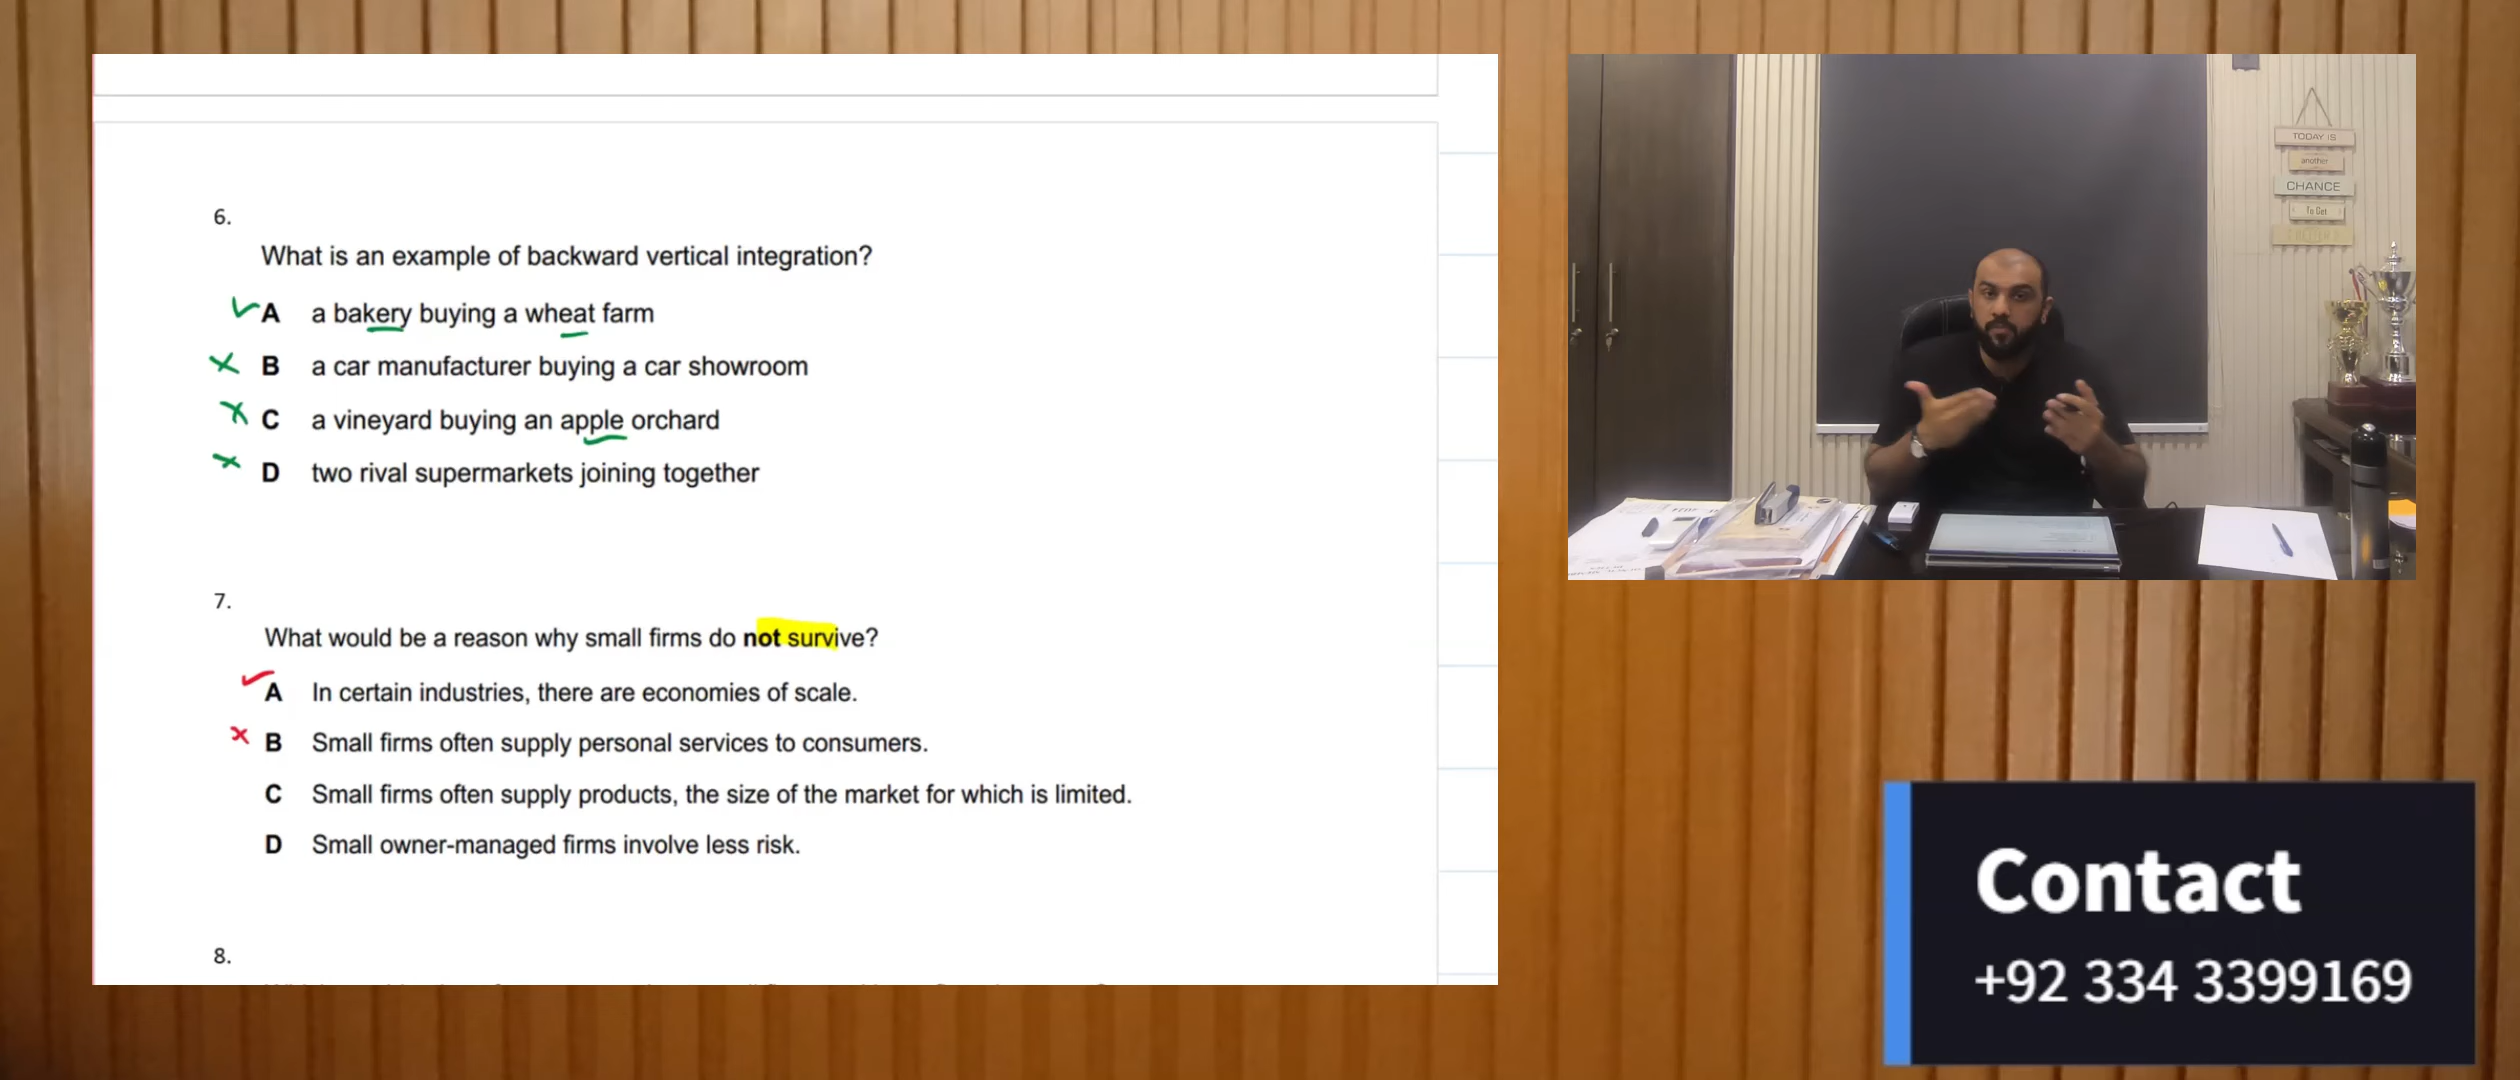 6.
What is an example of backward vertical integration?
A a bakery buying a wheat farm
B a car manufacturer buying a car showroom
C a vineyard buying an apple orchard
D two rival supermarkets joining together
7.
What would be a reason why small firms do not survive?
A In certain industries, there are economies of scale.
B Small firms often supply personal services to consumers.
C Small firms often supply products, the size of the market for which is limited.
D Small owner-managed firms involve less risk.
8.
TODAY IS
another
CHANCE
To Get
Contact
+92 334 3399169